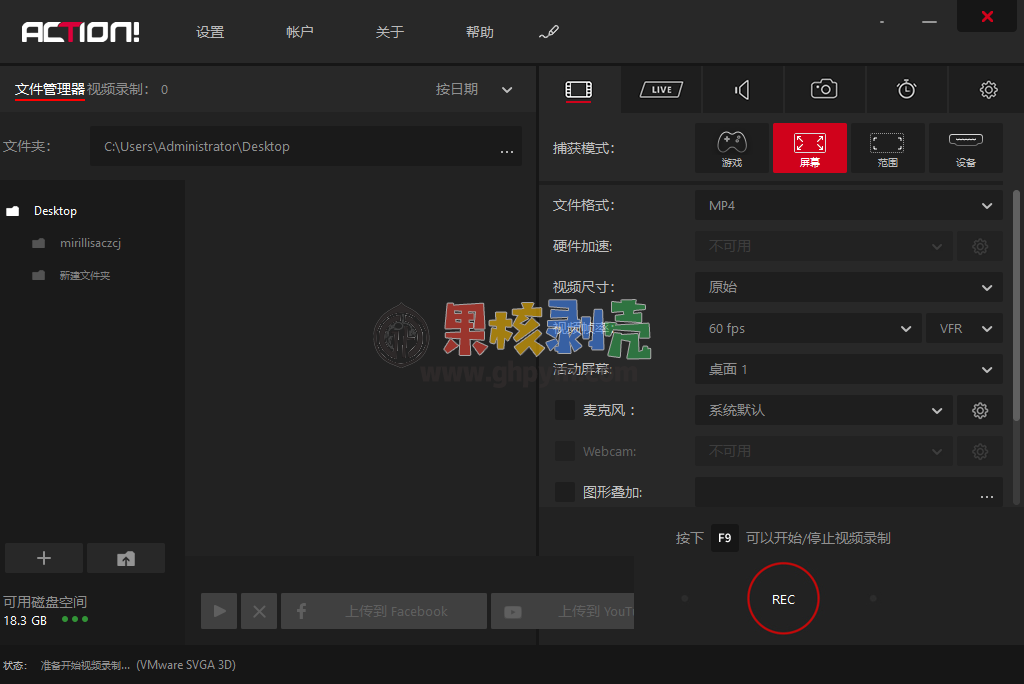 ACTION!
设置 帐户 关于 帮助
文件管理器 视频录制: 0 按日期
文件夹: C:\Users\Administrator\Desktop ...
Desktop
mirillisaczcj
新建文件夹
LIVE
捕获模式:
游戏 屏幕 范围 设备
文件格式: MP4
硬件加速: 不可用
视频尺寸: 原始
视频帧率: 60 fps VFR
活动屏幕: 桌面 1
麦克风： 系统默认
Webcam: 不可用
图形叠加: ...
果核剥壳
可用磁盘空间
18.3 GB
上传到 Facebook 上传到 YouT
按下 F9 可以开始/停止视频录制
REC
状态: 准备开始视频录制... (VMware SVGA 3D)